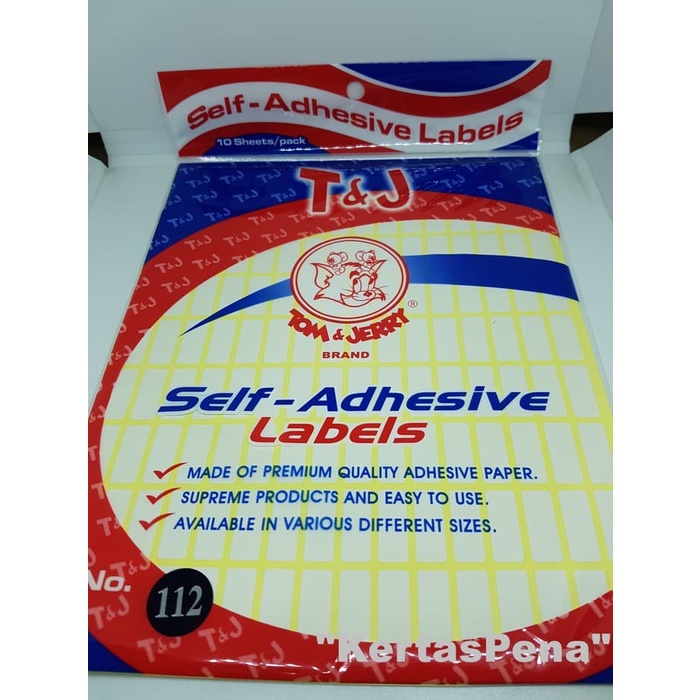 Self-Adhesive Labels
10 Sheets/pack
T&J
TOM & JERRY
®
BRAND
Self-Adhesive
Labels
✓ MADE OF PREMIUM QUALITY ADHESIVE PAPER.
✓ SUPREME PRODUCTS AND EASY TO USE.
✓ AVAILABLE IN VARIOUS DIFFERENT SIZES.
No. 112
"KertasPena"
T&J